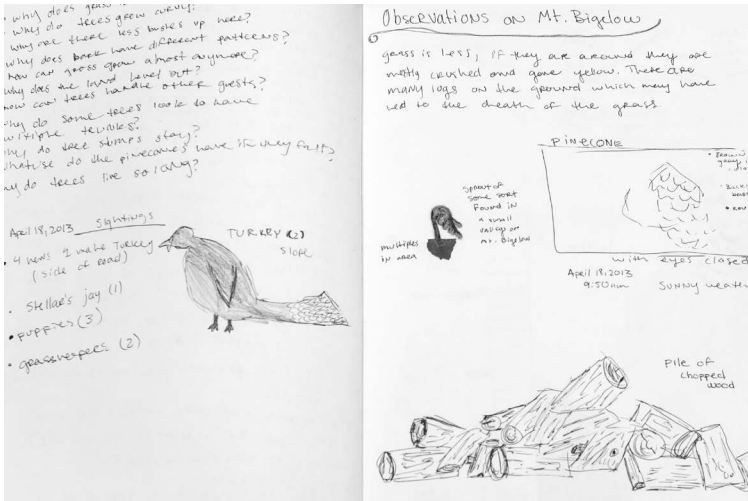 why does grass
why do trees grow curvy?
why are there less bushes up here?
why does bark have different patterns?
how can grass grow almost anymore?
why does the land level out?
how can trees handle other guests?
why do some trees look to have
multiple trunks?
why do tree stumps stay?
do the pinecones have if they fall?
why do trees live so long?
April 18, 2013 Sightings
• 4 hens 1 male Turkey
(side of road)
• Stellar's jay (1)
• puppies (3)
• grasshoppers (2)
TURKEY (2)
slope
Observations on Mt. Bigelow
grass is less, if they are around they are
mostly crushed and gone yellow. There are
many logs on the ground which may have
led to the death of the grass.
Sprout of
some sort
found in
a small
valley on
Mt. Bigelow
multiples
in area
PINECONE
• Brown
with eyes closed
April 18, 2013
9:50am SUNNY
pile of
chopped
wood